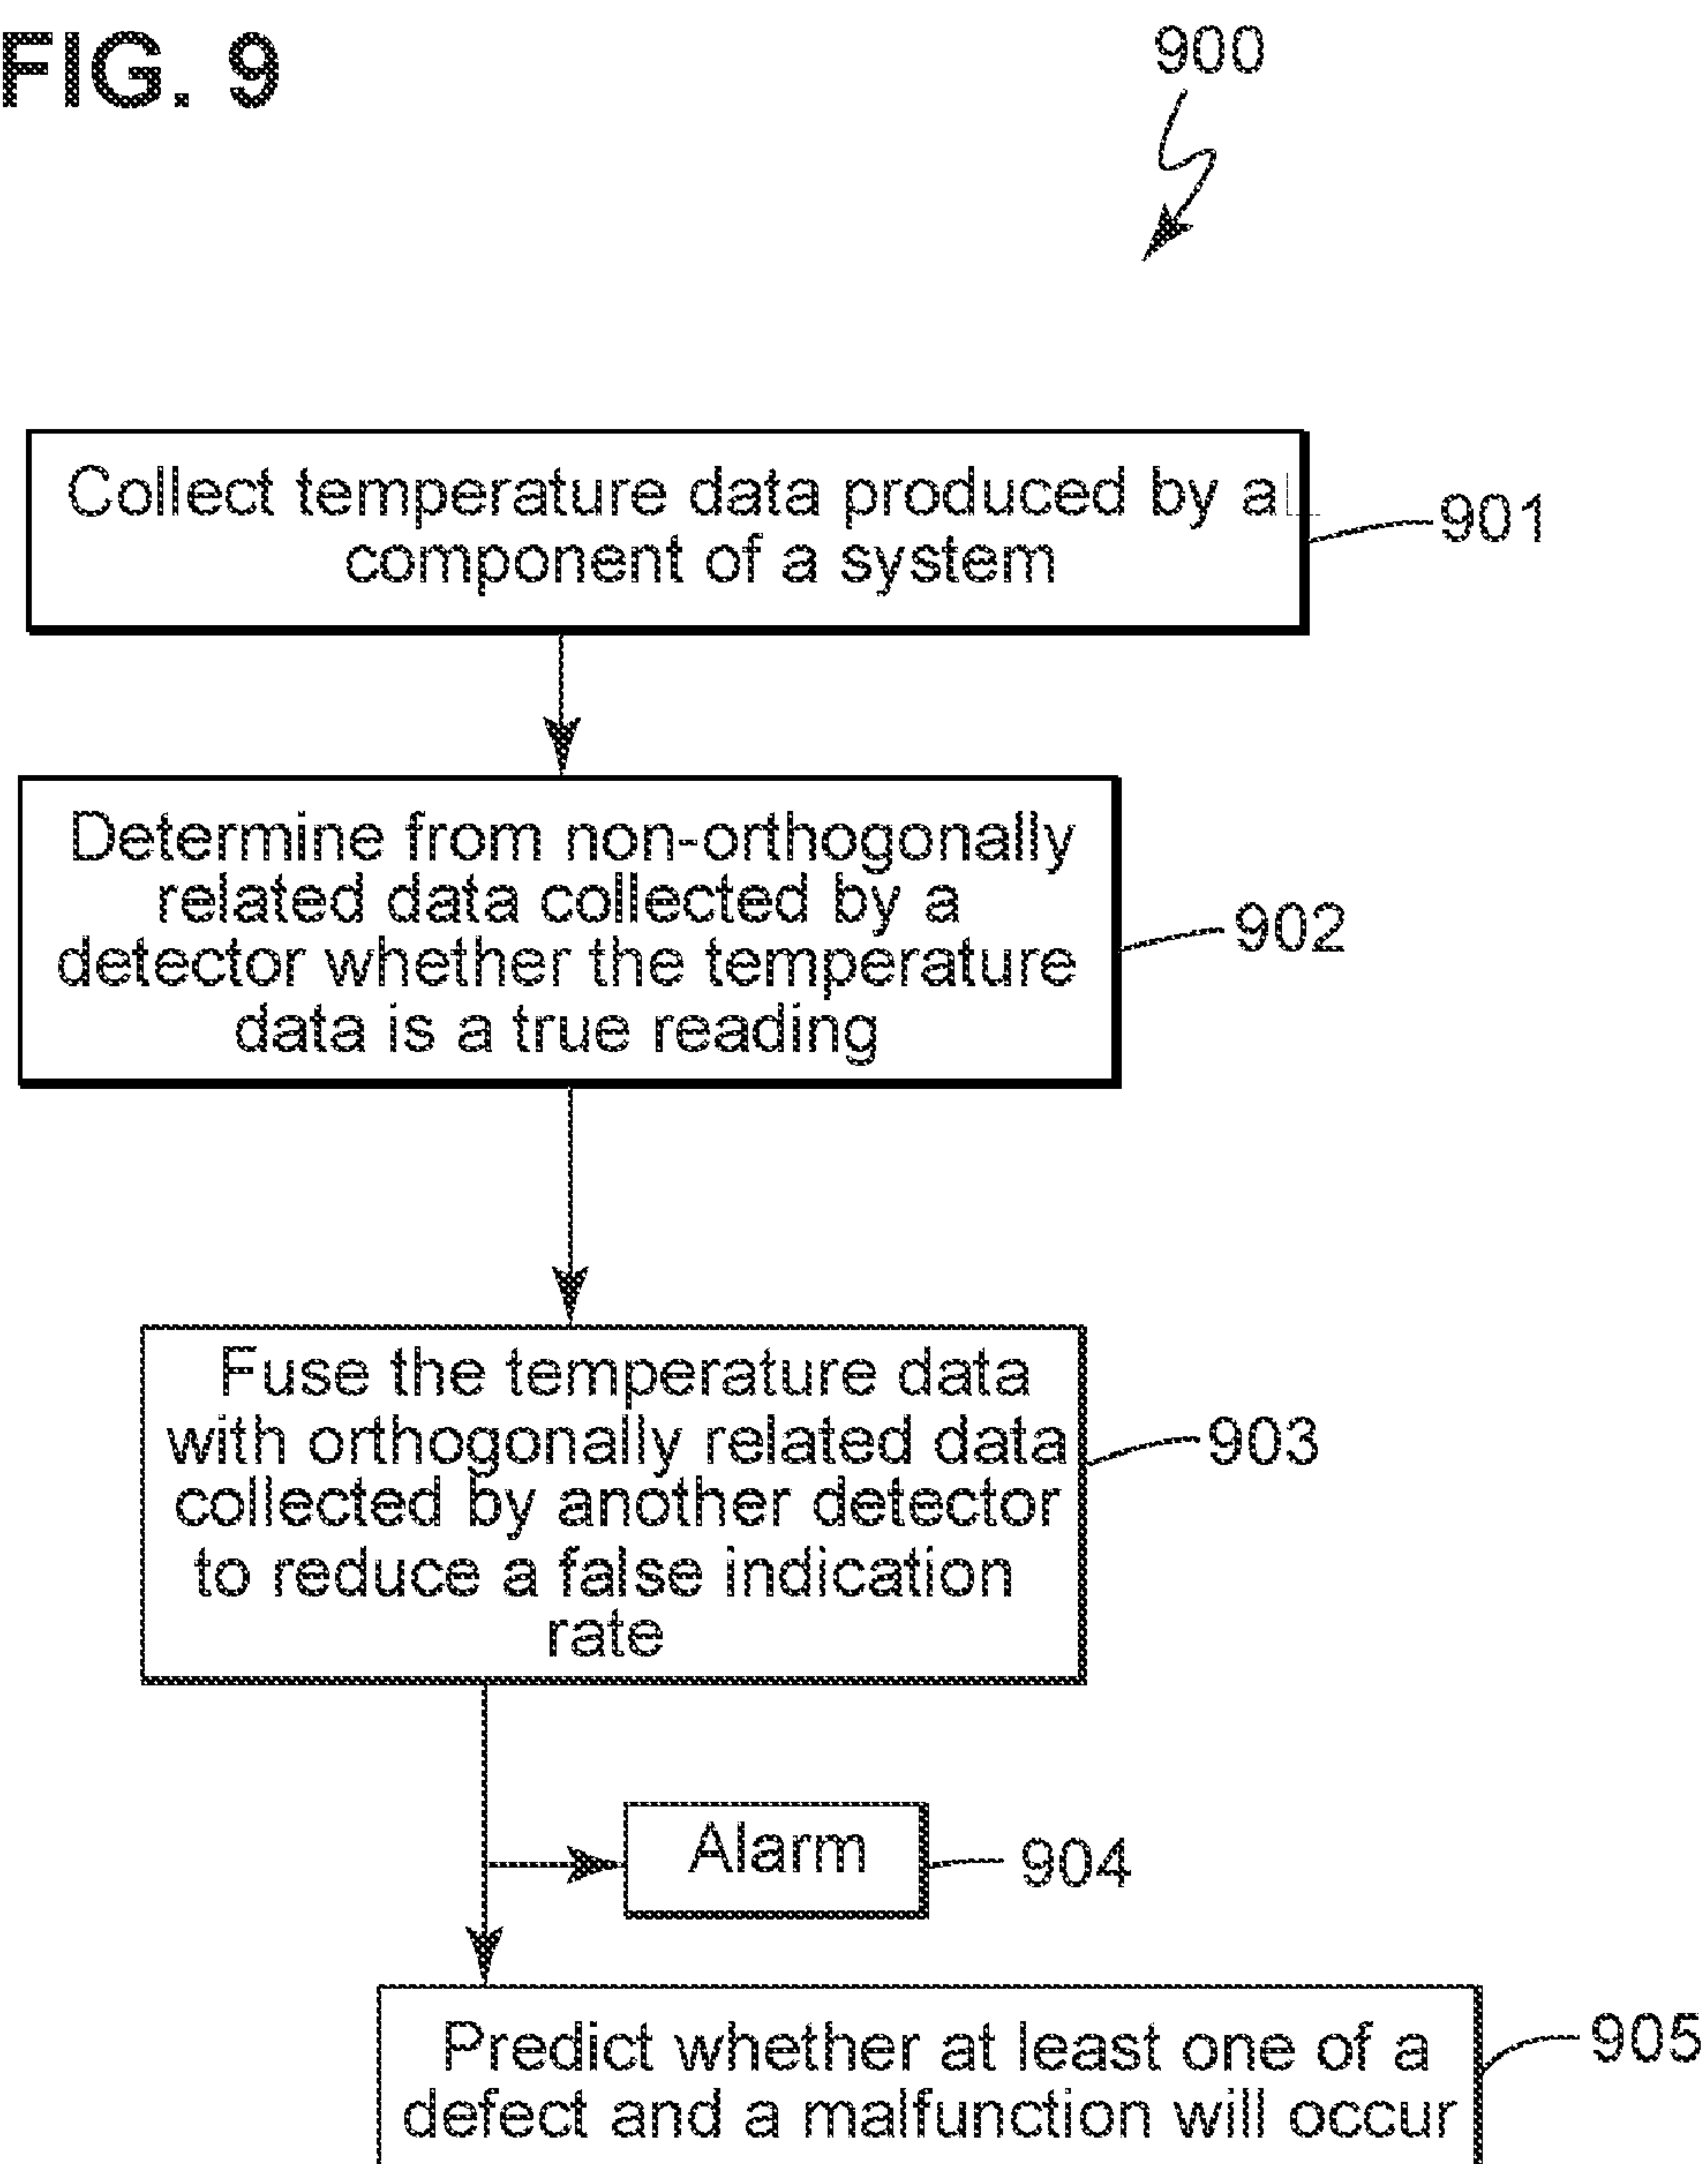 FIG. 9
900
Collect temperature data produced by a
component of a system
901
Determine from non-orthogonally
related data collected by a
detector whether the temperature
data is a true reading
902
Fuse the temperature data
with orthogonally related data
collected by another detector
to reduce a false indication
rate
903
Alarm
904
Predict whether at least one of a
defect and a malfunction will occur
905